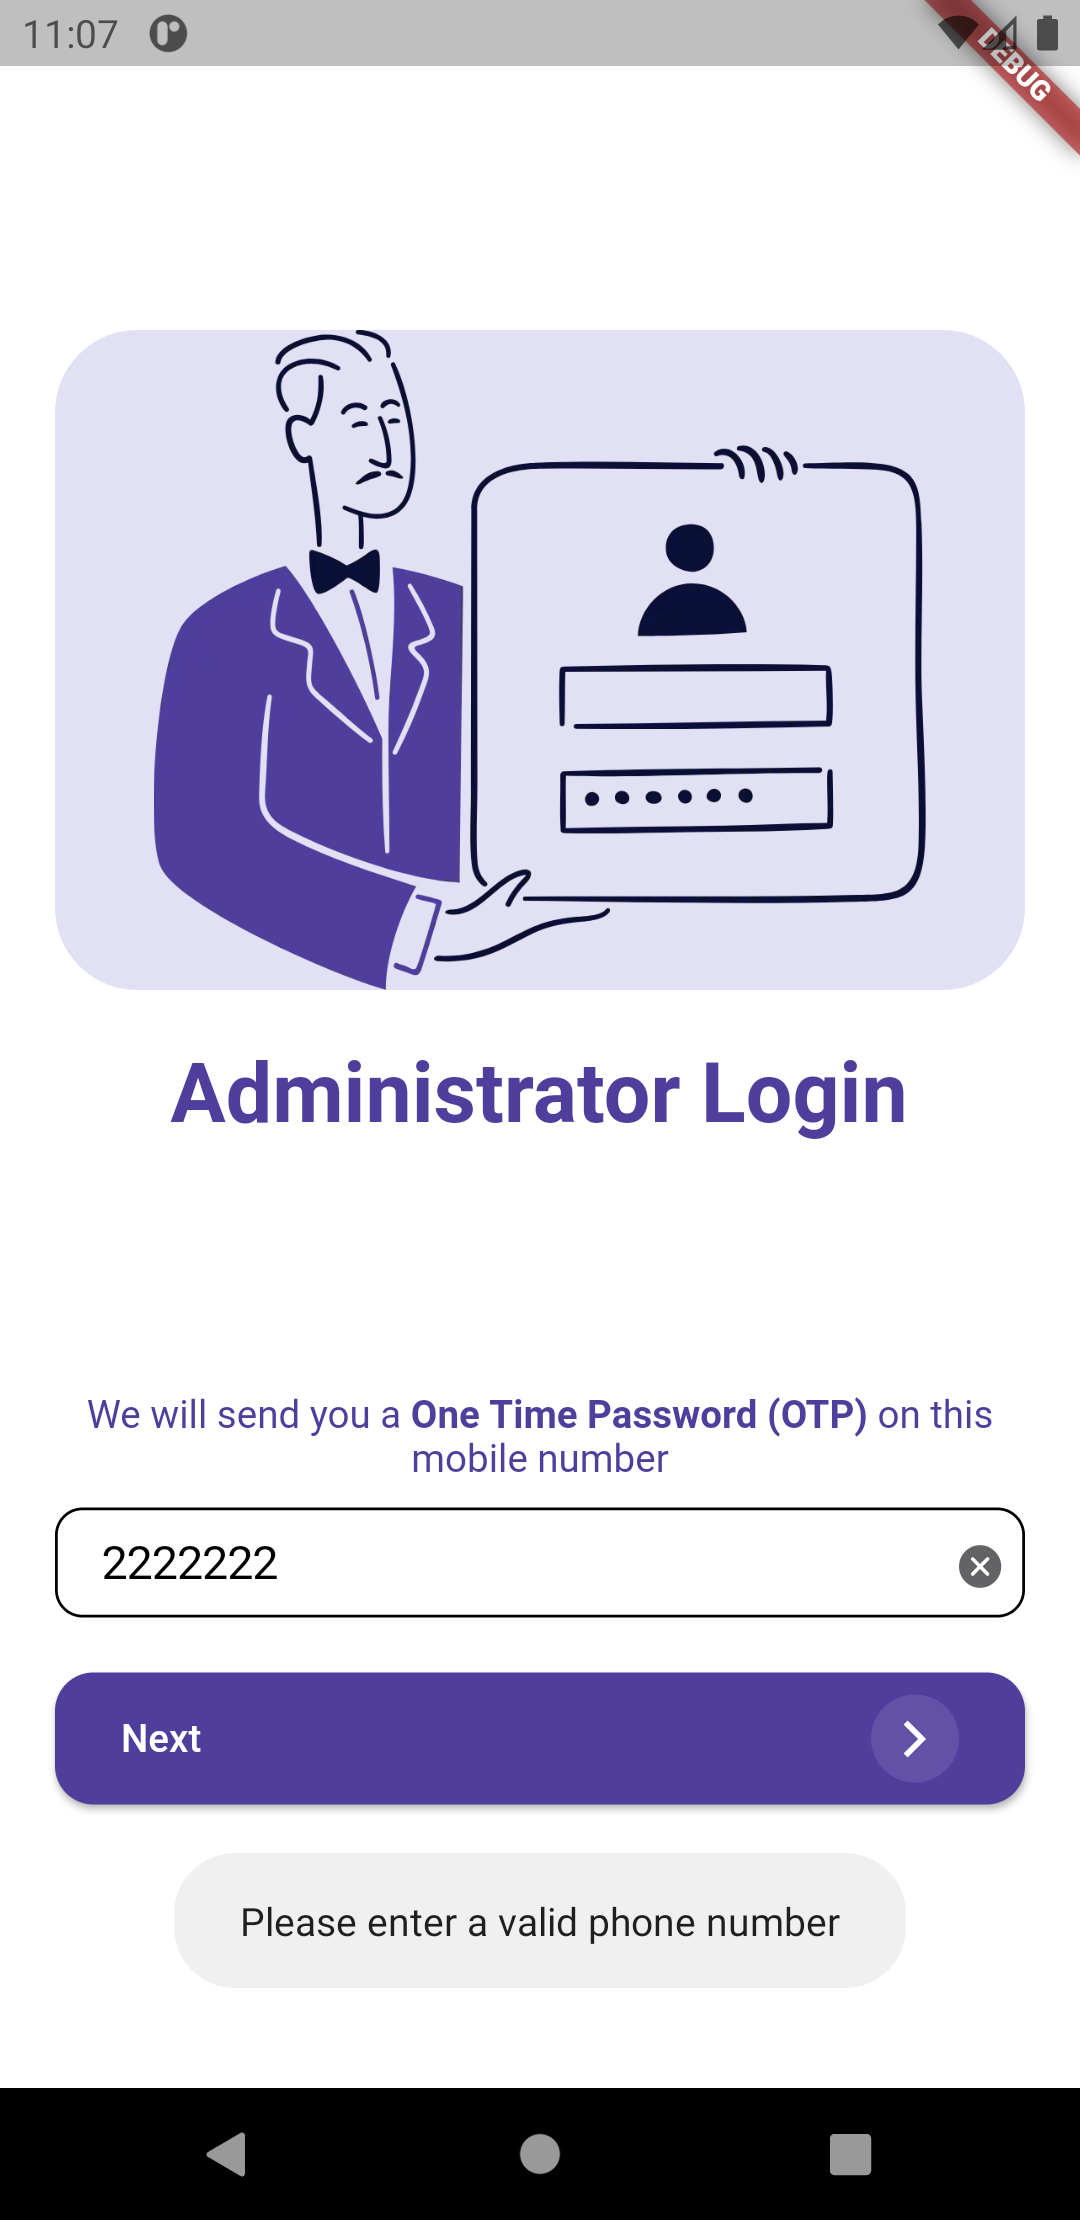 11:07
DEBUG
Administrator Login
We will send you a One Time Password (OTP) on this
mobile number
2222222
Next
Please enter a valid phone number